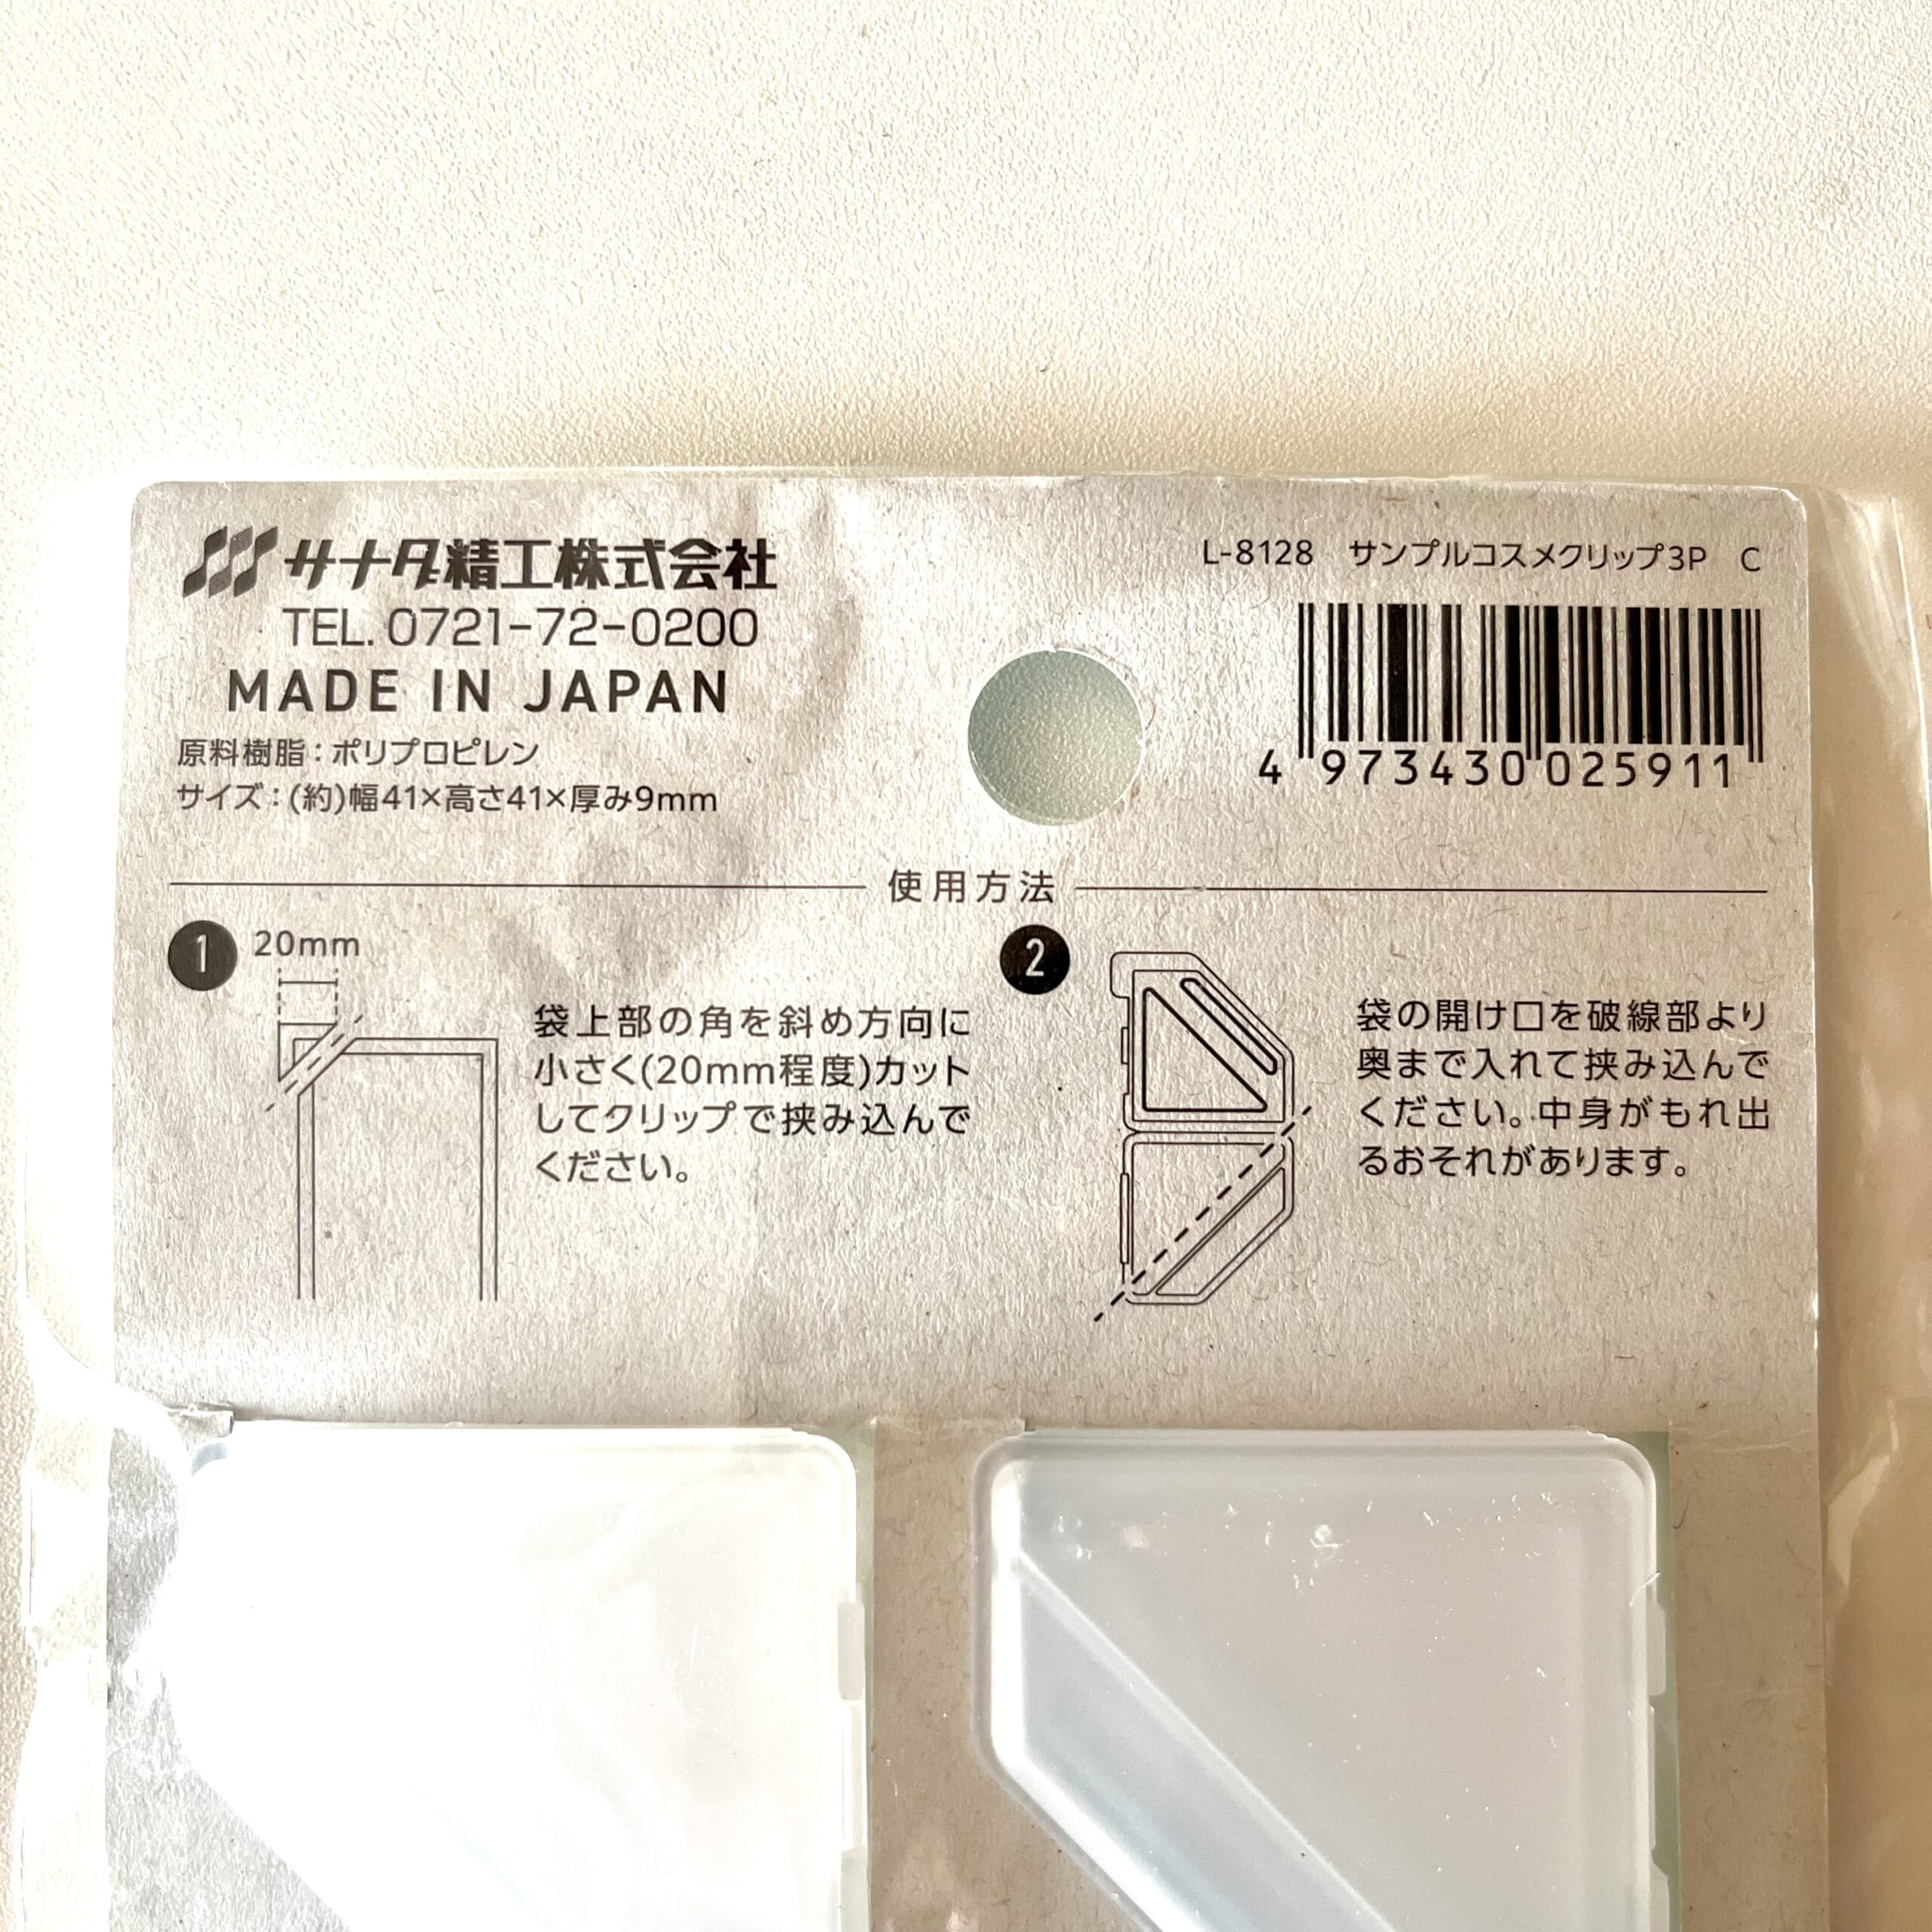 サナダ精工株式会社
TEL. 0721-72-0200
MADE IN JAPAN
原料樹脂：ポリプロピレン
サイズ：(約)幅41×高さ41×厚み9mm
L-8128 サンプルコスメクリップ3P C
4 973430 025911
使用方法
1 20mm
袋上部の角を斜め方向に
小さく(20mm程度)カット
してクリップで挟み込んで
ください。
2
袋の開け口を破線部より
奥まで入れて挟み込んで
ください。中身がもれ出
るおそれがあります。